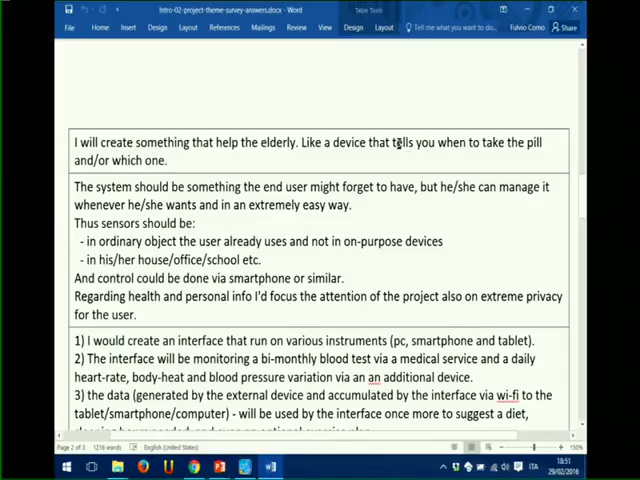 Intro-02-project-theme-survey-answers.docx - Word
Table Tools
File Home Insert Design Layout References Mailings Review View Design Layout Tell me what you want to do... Fulvio Corno Share
I will create something that help the elderly. Like a device that tells you when to take the pill
and/or which one.
The system should be something the end user might forget to have, but he/she can manage it
whenever he/she wants and in an extremely easy way.
Thus sensors should be:
- in ordinary object the user already uses and not in on-purpose devices
- in his/her house/office/school etc.
And control could be done via smartphone or similar.
Regarding health and personal info I'd focus the attention of the project also on extreme privacy
for the user.
1) I would create an interface that run on various instruments (pc, smartphone and tablet).
2) The interface will be monitoring a bi-monthly blood test via a medical service and a daily
heart-rate, body-heat and blood pressure variation via an an additional device.
3) the data (generated by the external device and accumulated by the interface via wi-fi to the
tablet/smartphone/computer) - will be used by the interface once more to suggest a diet,
Page 2 of 3 1216 words English (United States) 150%
ITA
18:51
29/02/2016